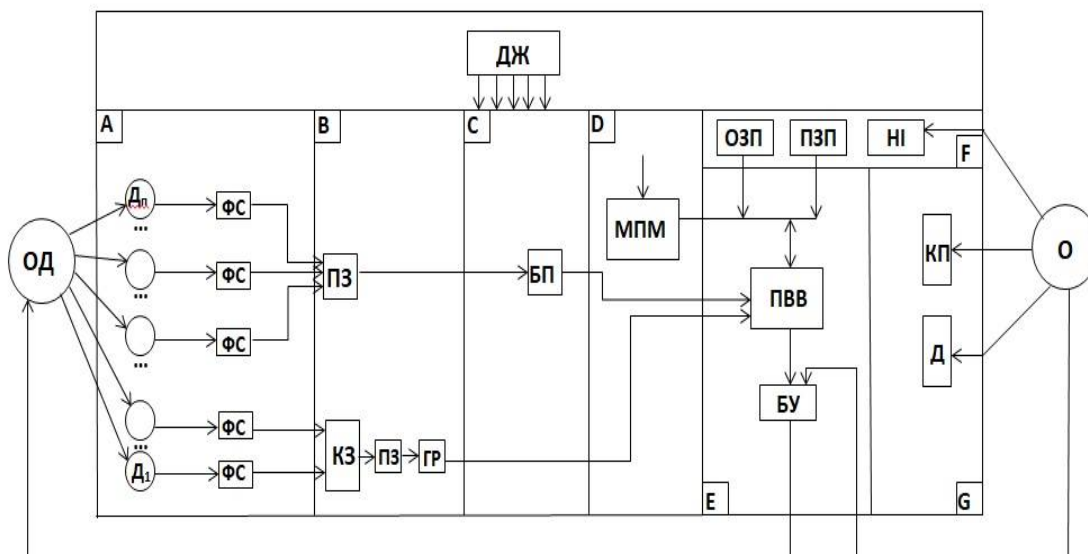 ДЖ
A
B
C
D
ОЗП
ПЗП
НІ
F
Дп
ФС
...
МПМ
ОД
ФС
ПЗ
БП
ПВВ
КП
О
...
ФС
Д
...
БУ
ФС
...
КЗ
ПЗ
ГР
Д1
ФС
E
G